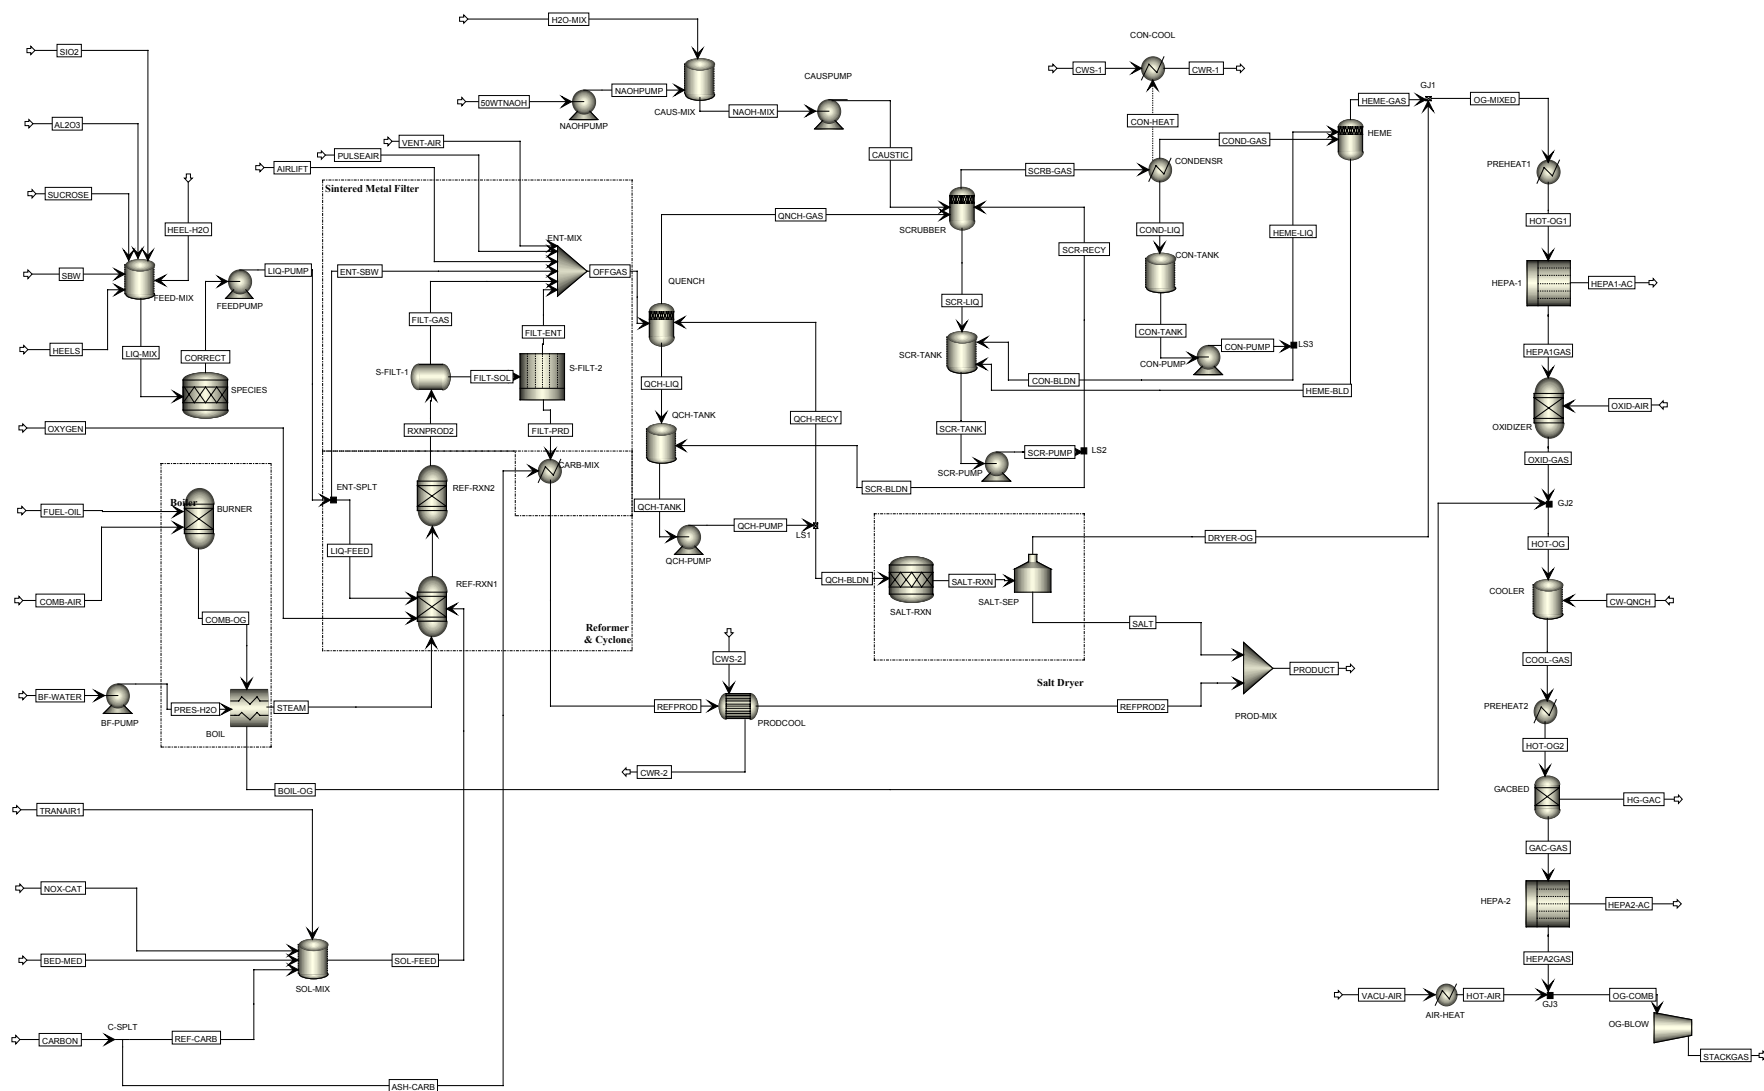 H2O-MIX
SIO2
CON-COOL
CWS-1
CWR-1
CAUSPUMP
NAOHPUMP
50WTNAOH
NAOHPUMP
CAUS-MIX
NAOH-MIX
GJ1
HEME-GAS
OG-MIXED
AL2O3
CON-HEAT
HEME
VENT-AIR
PULSEAIR
AIRLIFT
CAUSTIC
COND-GAS
CONDENSR
SCRB-GAS
PREHEAT1
SUCROSE
Sintered Metal Filter
HEEL-H2O
QNCH-GAS
SCRUBBER
HOT-OG1
COND-LIQ
HEME-LIQ
ENT-MIX
SCR-RECY
CON-TANK
SBW
LIQ-PUMP
ENT-SBW
OFFGAS
FEED-MIX
FEEDPUMP
QUENCH
HEPA-1
HEPA1-AC
SCR-LIQ
FILT-GAS
FILT-ENT
CON-TANK
CON-PUMP
LS3
HEELS
LIQ-MIX
CORRECT
SCR-TANK
CON-PUMP
HEPA1GAS
S-FILT-1
FILT-SOL
S-FILT-2
QCH-LIQ
CON-BLDN
HEME-BLD
SPECIES
OXID-AIR
QCH-TANK
QCH-RECY
OXYGEN
RXNPROD2
FILT-PRD
SCR-TANK
OXIDIZER
SCR-PUMP
LS2
OXID-GAS
CARB-MIX
SCR-PUMP
ENT-SPLT
REF-RXN2
SCR-BLDN
Boiler
BURNER
FUEL-OIL
QCH-TANK
GJ2
QCH-PUMP
LS1
DRYER-OG
HOT-OG
LIQ-FEED
QCH-PUMP
QCH-BLDN
SALT-RXN
REF-RXN1
SALT-RXN
SALT-SEP
COOLER
CW-QNCH
COMB-AIR
COMB-OG
Reformer
& Cyclone
SALT
CWS-2
COOL-GAS
PRODUCT
Salt Dryer
BF-WATER
PRES-H2O
STEAM
REFPROD
REFPROD2
PROD-MIX
PREHEAT2
BF-PUMP
BOIL
PRODCOOL
HOT-OG2
CWR-2
BOIL-OG
GACBED
HG-GAC
TRANAIR1
GAC-GAS
NOX-CAT
HEPA-2
HEPA2-AC
BED-MED
SOL-FEED
HEPA2GAS
SOL-MIX
VACU-AIR
HOT-AIR
OG-COMB
GJ3
AIR-HEAT
C-SPLT
OG-BLOW
CARBON
REF-CARB
STACKGAS
ASH-CARB